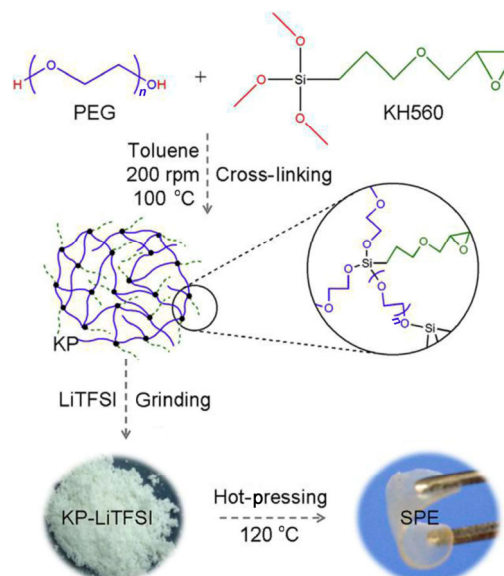 H ( O ) n OH
+
O
O
O
Si
O
O
PEG
KH560
Toluene
200 rpm
100 °C
Cross-linking
KP
O
O
O
Si
O
O
O
O
O
n
O
Si
LiTFSI
Grinding
KP-LiTFSI
Hot-pressing
120 °C
SPE